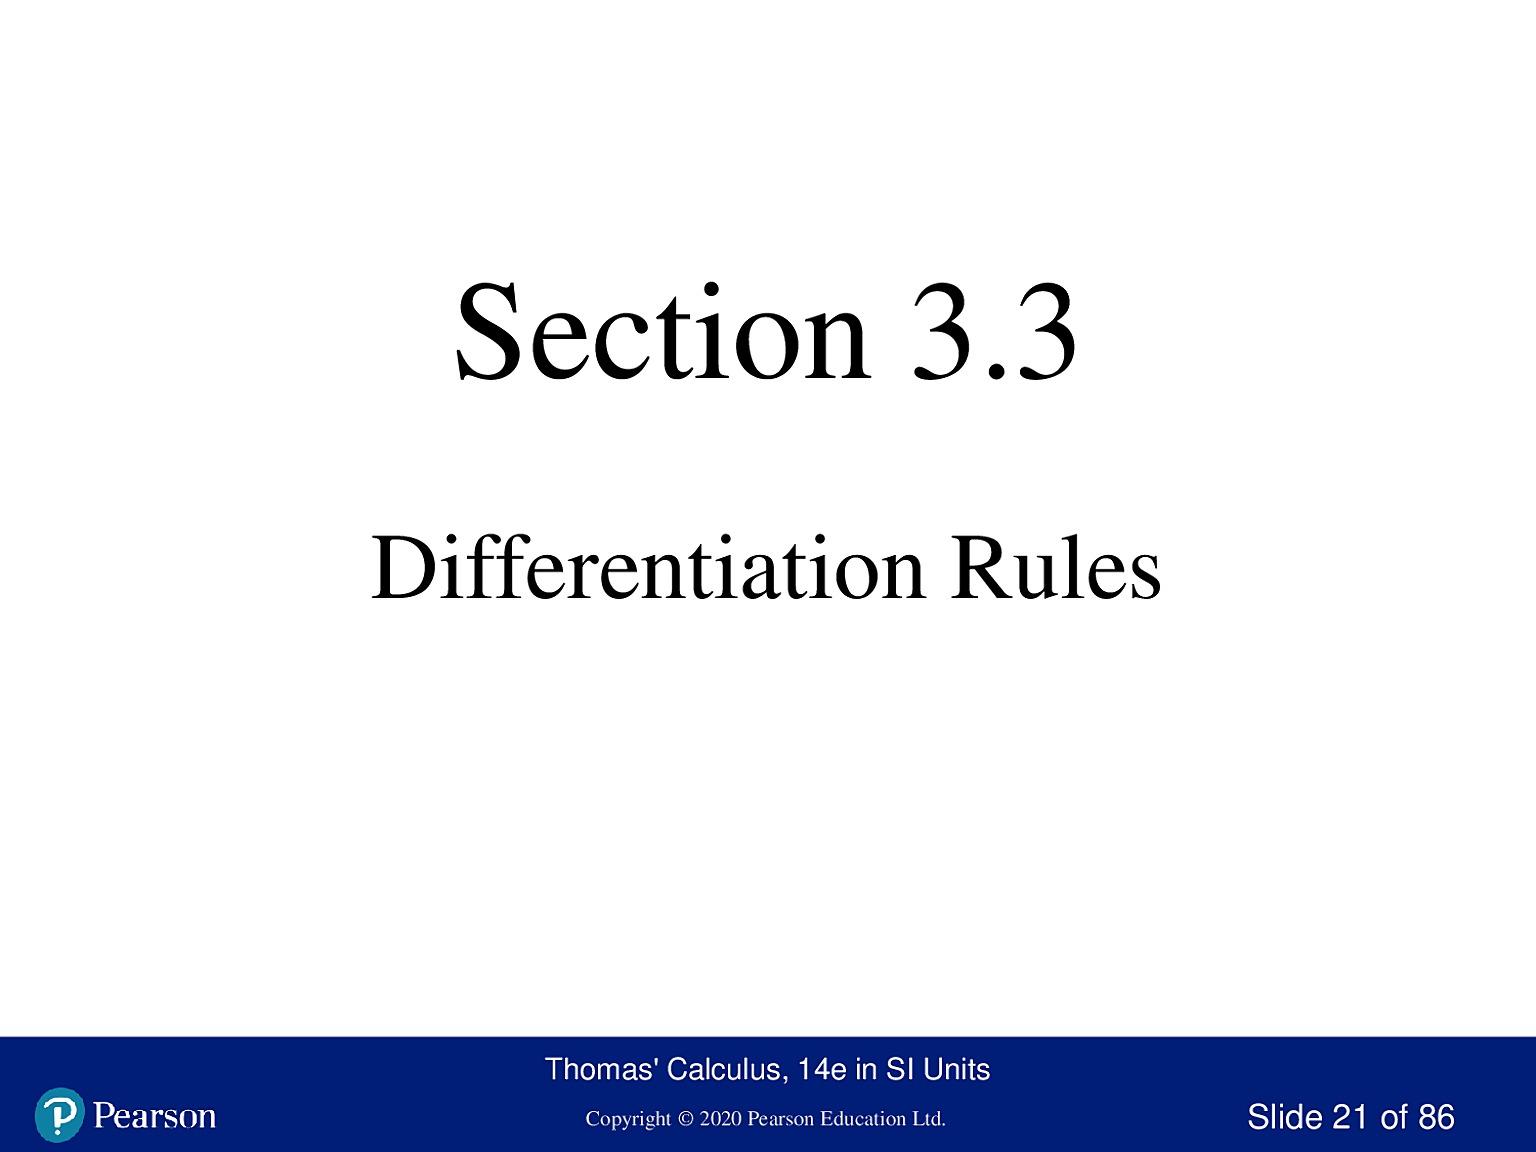 Section 3.3
Differentiation Rules
Thomas' Calculus, 14e in SI Units
Pearson
Copyright © 2020 Pearson Education Ltd.
Slide 21 of 86